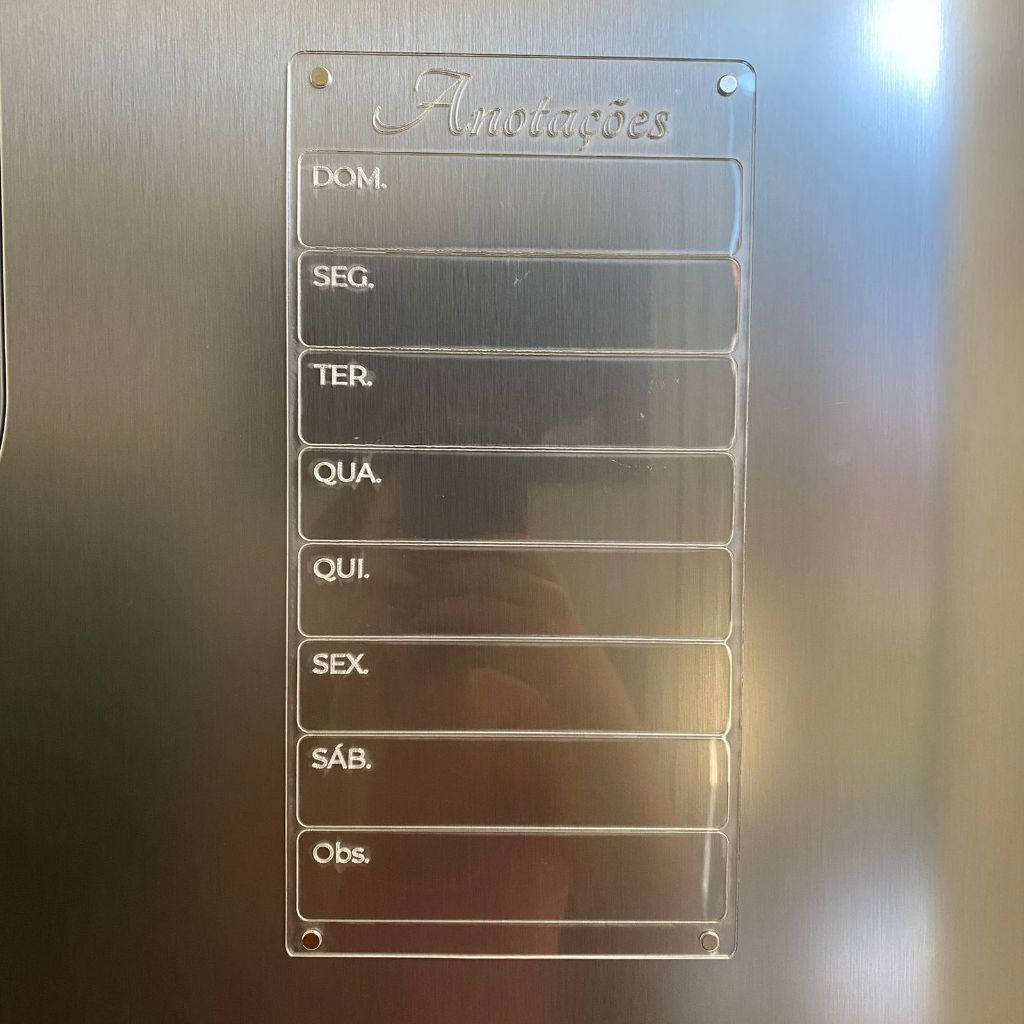 Anotações
DOM.
SEG.
TER.
QUA.
QUI.
SEX.
SÁB.
Obs.